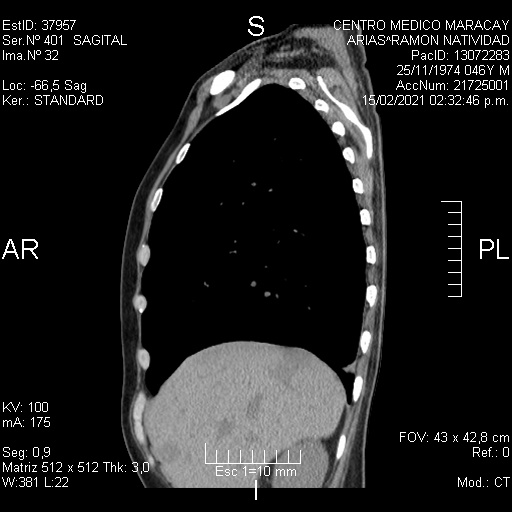 EstID: 37957
Ser.Nº 401 SAGITAL
Ima.Nº 32
Loc: -66,5 Sag
Ker.: STANDARD
S
CENTRO MEDICO MARACAY
ARIAS^RAMON NATIVIDAD
PacID: 13072283
25/11/1974 046Y M
AccNum: 21725001
15/02/2021 02:32:46 p.m.
AR
PL
KV: 100
mA: 175
Seg: 0,9
Matriz 512 x 512 Thk: 3,0
W:381 L:22
Esc 1=10 mm
I
FOV: 43 x 42,8 cm
Ref.: 0
Mod.: CT